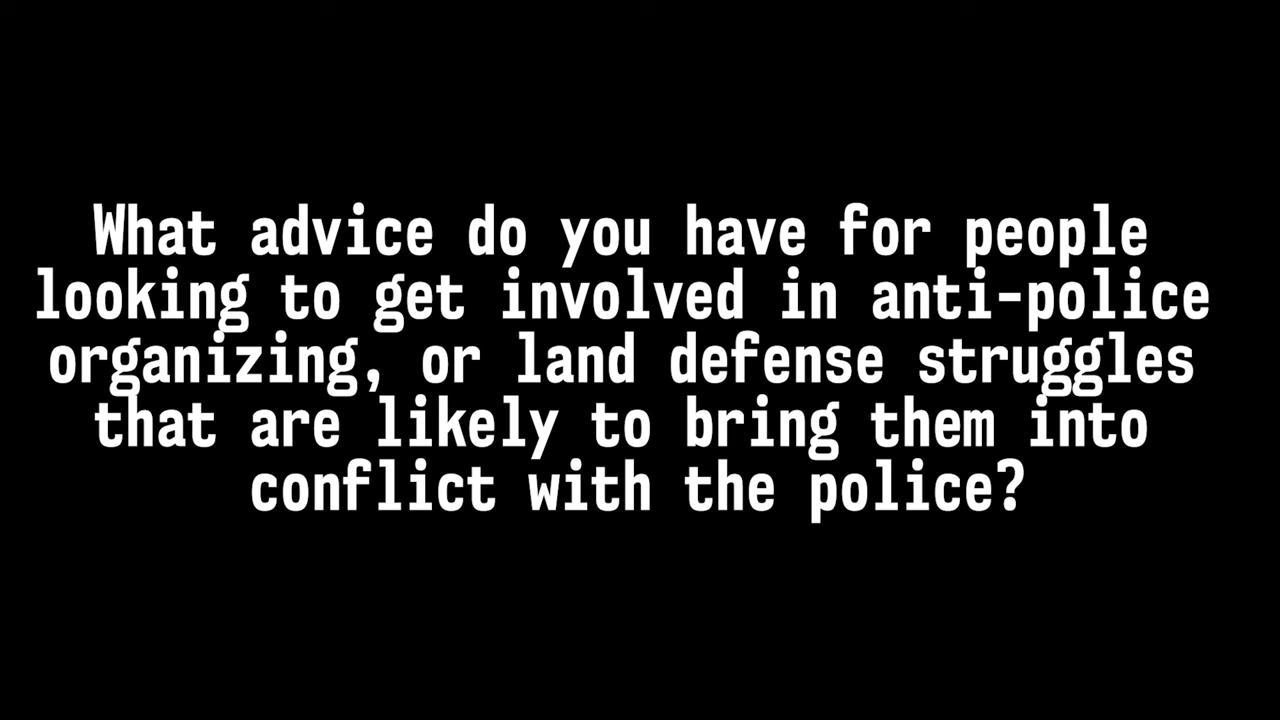 What advice do you have for people
looking to get involved in anti-police
organizing, or land defense struggles
that are likely to bring them into
conflict with the police?